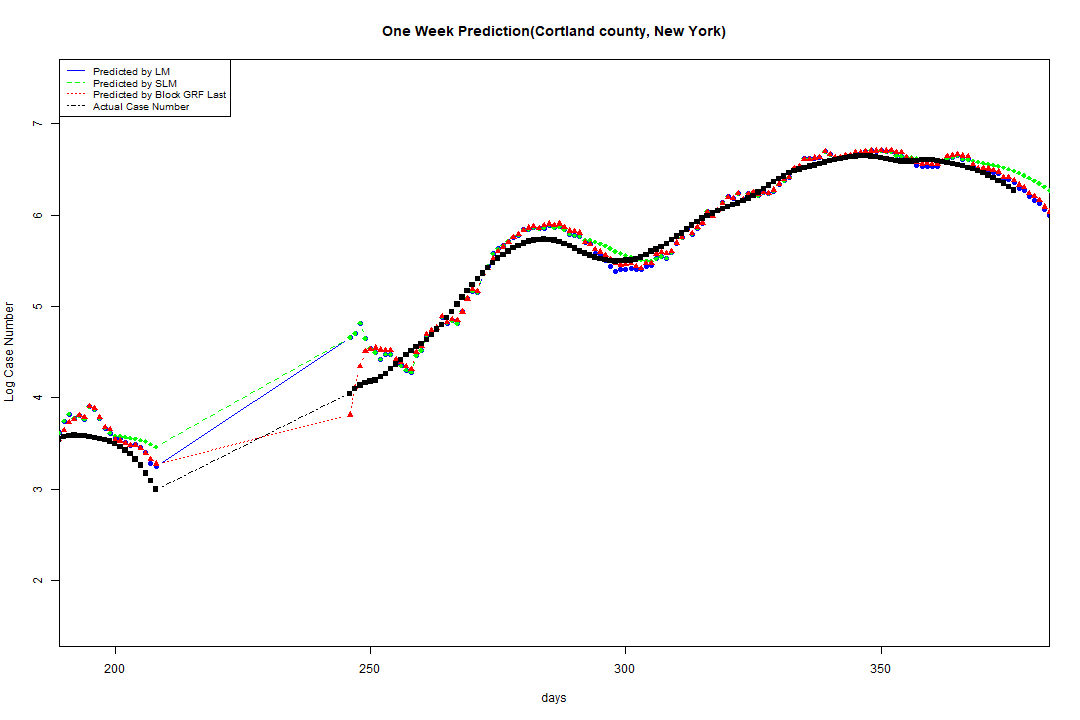 One Week Prediction(Cortland county, New York)
Predicted by LM
Predicted by SLM
Predicted by Block GRF Last
Actual Case Number
7
6
5
4
3
2
Log Case Number
200 250 300 350
days